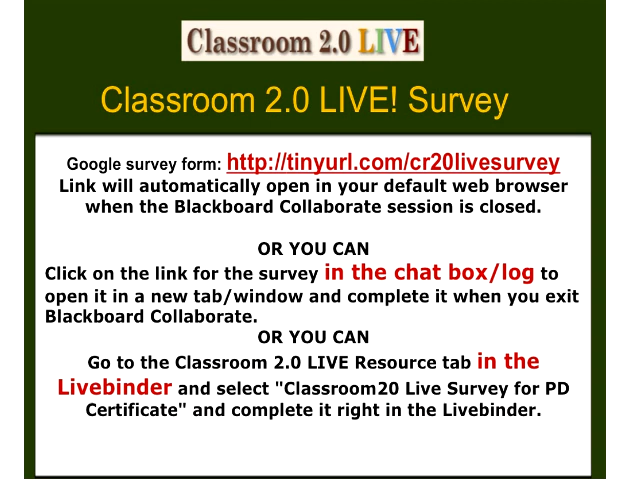 Classroom 2.0 LIVE
Classroom 2.0 LIVE! Survey
Google survey form: http://tinyurl.com/cr20livesurvey
Link will automatically open in your default web browser
when the Blackboard Collaborate session is closed.
OR YOU CAN
Click on the link for the survey in the chat box/log to
open it in a new tab/window and complete it when you exit
Blackboard Collaborate.
OR YOU CAN
Go to the Classroom 2.0 LIVE Resource tab in the
Livebinder and select "Classroom20 Live Survey for PD
Certificate" and complete it right in the Livebinder.